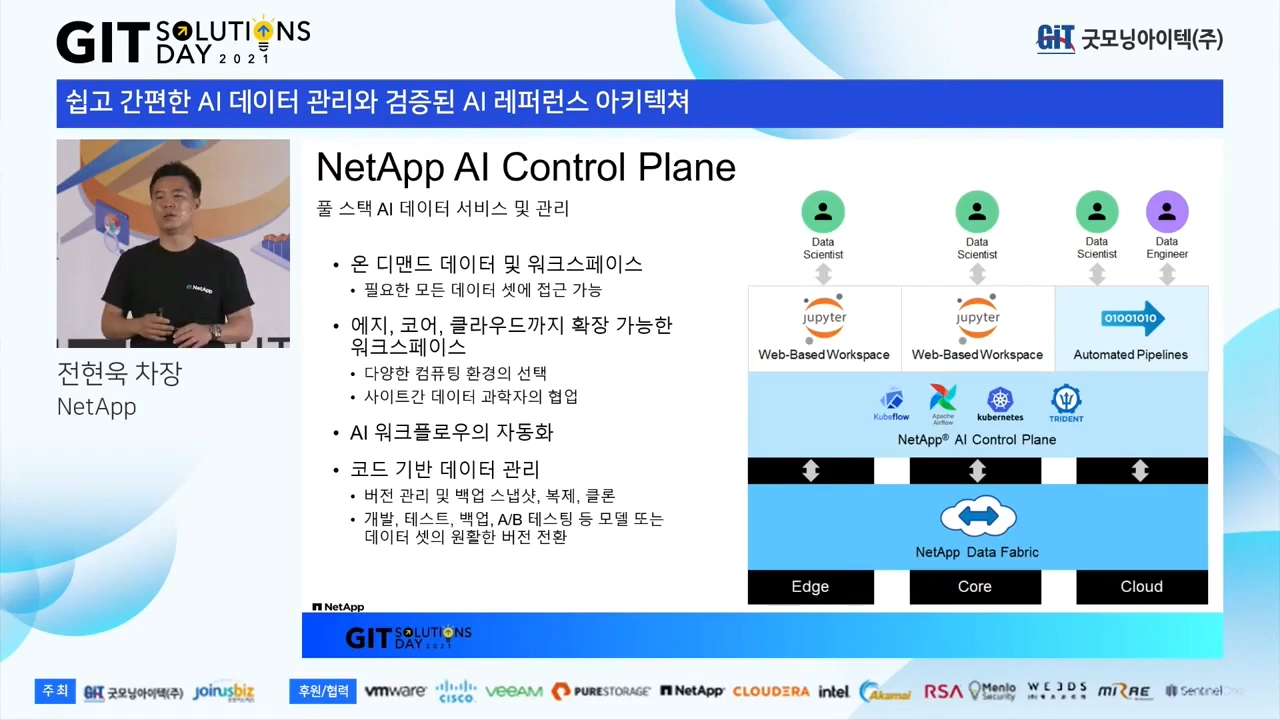 GIT SOLUTIONS DAY 2021
GiT 굿모닝아이텍(주)
쉽고 간편한 AI 데이터 관리와 검증된 AI 레퍼런스 아키텍쳐
NetApp
전현욱 차장
NetApp
NetApp AI Control Plane
풀 스택 AI 데이터 서비스 및 관리
• 온 디맨드 데이터 및 워크스페이스
• 필요한 모든 데이터 셋에 접근 가능
• 에지, 코어, 클라우드까지 확장 가능한
워크스페이스
• 다양한 컴퓨팅 환경의 선택
• 사이트간 데이터 과학자의 협업
• AI 워크플로우의 자동화
• 코드 기반 데이터 관리
• 버전 관리 및 백업 스냅샷, 복제, 클론
• 개발, 테스트, 백업, A/B 테스팅 등 모델 또는
데이터 셋의 원활한 버전 전환
Data
Scientist
Data
Scientist
Data
Scientist
Data
Engineer
jupyter
Web-Based Workspace
jupyter
Web-Based Workspace
01001010
Automated Pipelines
Kubeflow
Apache
Airflow
kubernetes
TRIDENT
NetApp® AI Control Plane
NetApp Data Fabric
Edge
Core
Cloud
NetApp
GIT SOLUTIONS DAY 2021
주최
GiT 굿모닝아이텍(주)
joinusbiz
후원/협력
vmware
CISCO
veeAM
PURESTORAGE
NetApp
CLOUDERA
intel
Akamai
RSA
Menlo
Security
WEEDS
MIRAE